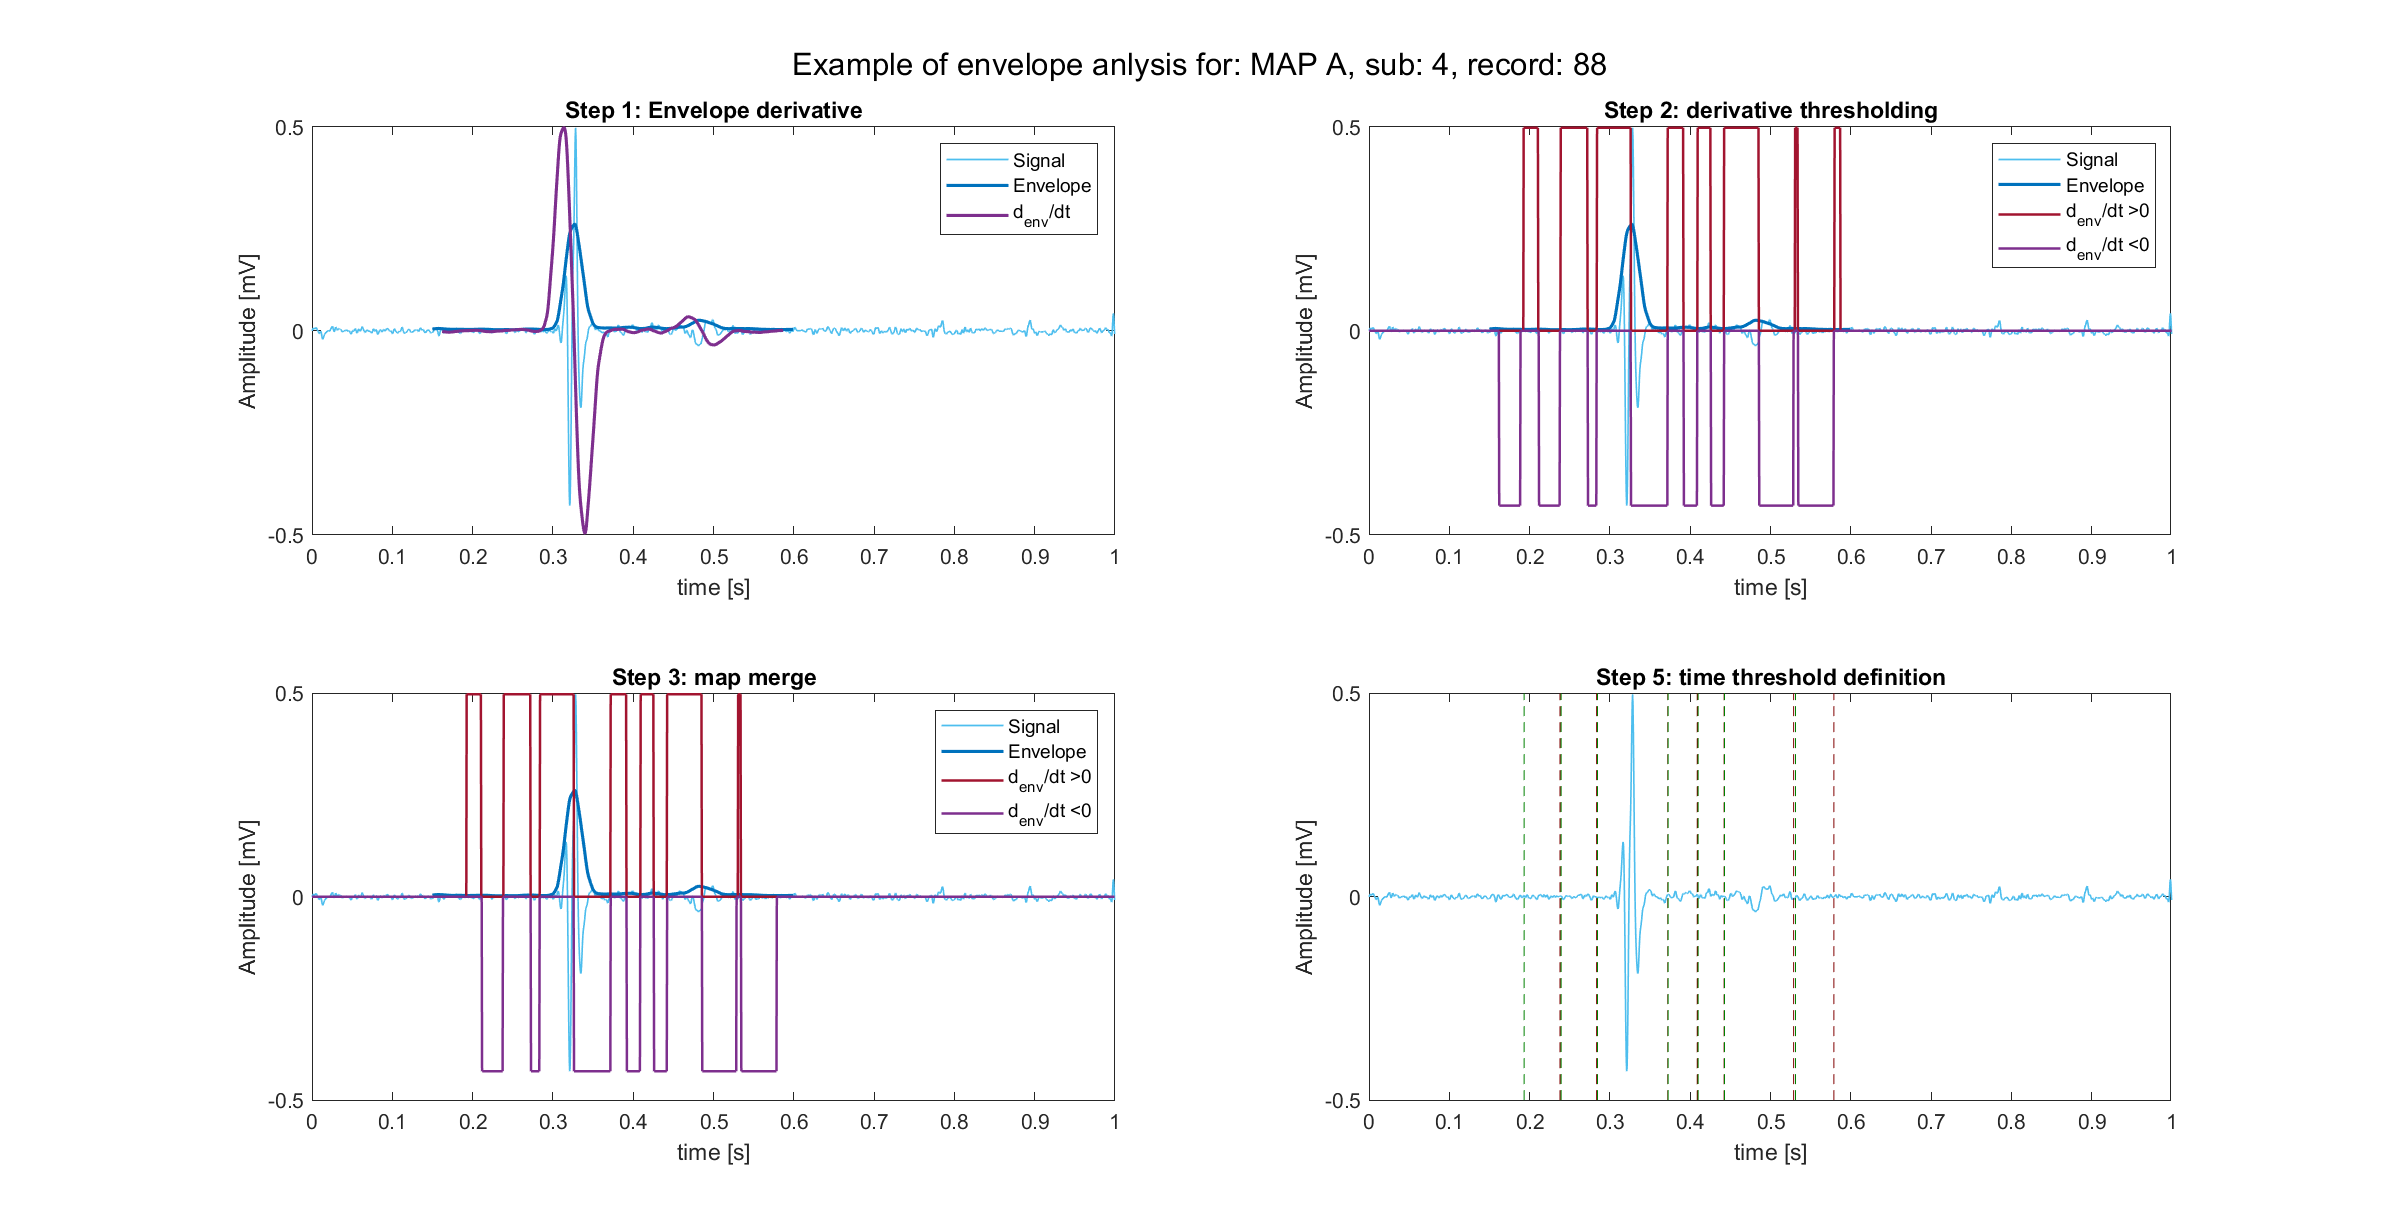 Example of envelope anlysis for: MAP A, sub: 4, record: 88
Step 1: Envelope derivative
0.5
0
-0.5
Amplitude [mV]
Signal
Envelope
d_env/dt
0 0.1 0.2 0.3 0.4 0.5 0.6 0.7 0.8 0.9 1
time [s]
Step 2: derivative thresholding
0.5
0
-0.5
Amplitude [mV]
Signal
Envelope
d_env/dt >0
d_env/dt <0
0 0.1 0.2 0.3 0.4 0.5 0.6 0.7 0.8 0.9 1
time [s]
Step 3: map merge
0.5
0
-0.5
Amplitude [mV]
Signal
Envelope
d_env/dt >0
d_env/dt <0
0 0.1 0.2 0.3 0.4 0.5 0.6 0.7 0.8 0.9 1
time [s]
Step 5: time threshold definition
0.5
0
-0.5
Amplitude [mV]
0 0.1 0.2 0.3 0.4 0.5 0.6 0.7 0.8 0.9 1
time [s]